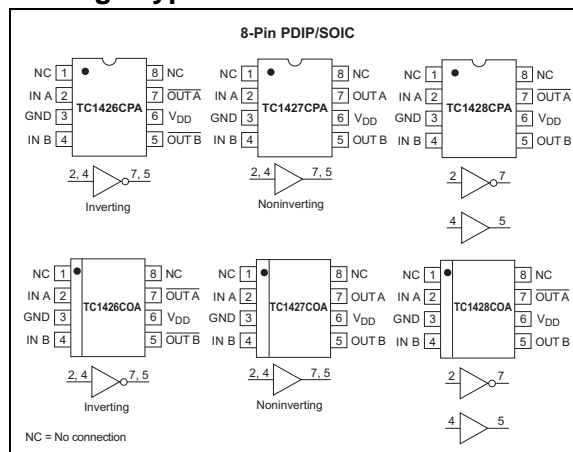 8-Pin PDIP/SOIC
NC 1 8 NC
IN A 2 7 OUT A
GND 3 6 VDD
IN B 4 5 OUT B
TC1426CPA
2, 4 7, 5
Inverting
NC 1 8 NC
IN A 2 7 OUT A
GND 3 6 VDD
IN B 4 5 OUT B
TC1427CPA
2, 4 7, 5
Noninverting
NC 1 8 NC
IN A 2 7 OUT A
GND 3 6 VDD
IN B 4 5 OUT B
TC1428CPA
2 7
4 5
NC 1 8 NC
IN A 2 7 OUT A
GND 3 6 VDD
IN B 4 5 OUT B
TC1426COA
2, 4 7, 5
Inverting
NC 1 8 NC
IN A 2 7 OUT A
GND 3 6 VDD
IN B 4 5 OUT B
TC1427COA
2, 4 7, 5
Noninverting
NC 1 8 NC
IN A 2 7 OUT A
GND 3 6 VDD
IN B 4 5 OUT B
TC1428COA
2 7
4 5
NC = No connection